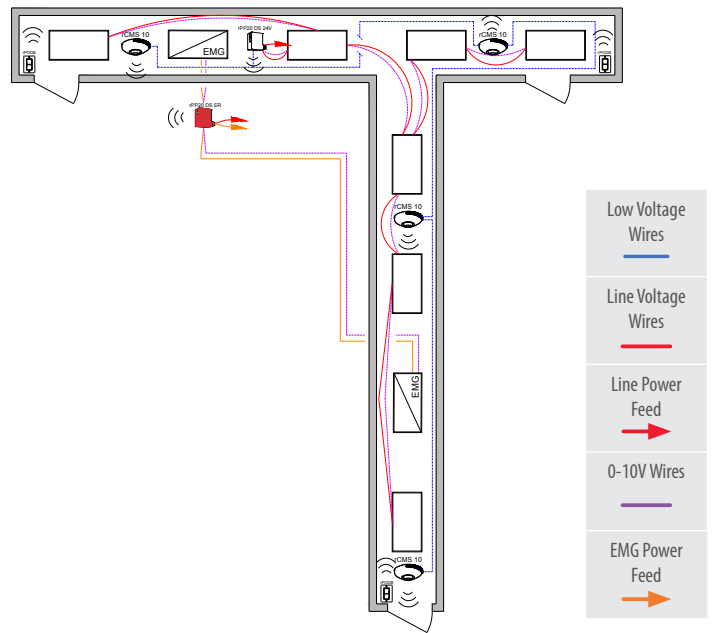 rPODB
rCMS 10
EMG
rPP20 DS 24V
rCMS 10
rPODB
rPP20 DS ER
rCMS 10
EMG
rCMS 10
rPODB
Low Voltage
Wires
Line Voltage
Wires
Line Power
Feed
0-10V Wires
EMG Power
Feed